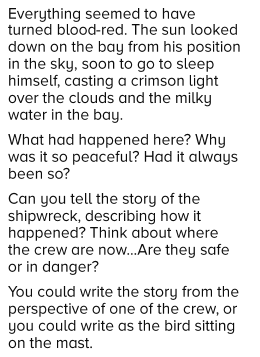 Everything seemed to have
turned blood-red. The sun looked
down on the bay from his position
in the sky, soon to go to sleep
himself, casting a crimson light
over the clouds and the milky
water in the bay.
What had happened here? Why
was it so peaceful? Had it always
been so?
Can you tell the story of the
shipwreck, describing how it
happened? Think about where
the crew are now...Are they safe
or in danger?
You could write the story from the
perspective of one of the crew, or
you could write as the bird sitting
on the mast.